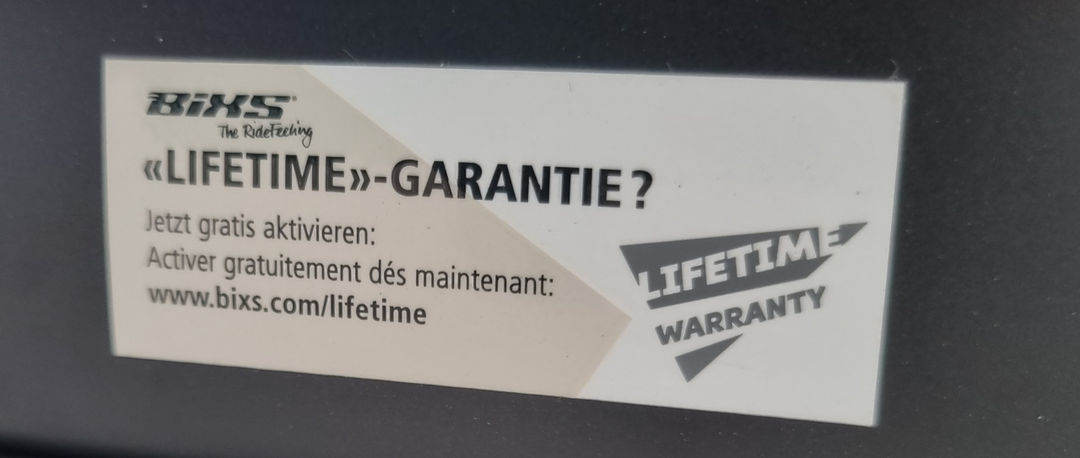 BiXS
The RideFeeling
«LIFETIME»-GARANTIE?
Jetzt gratis aktivieren:
Activer gratuitement dés maintenant:
www.bixs.com/lifetime
LIFETIME
WARRANTY